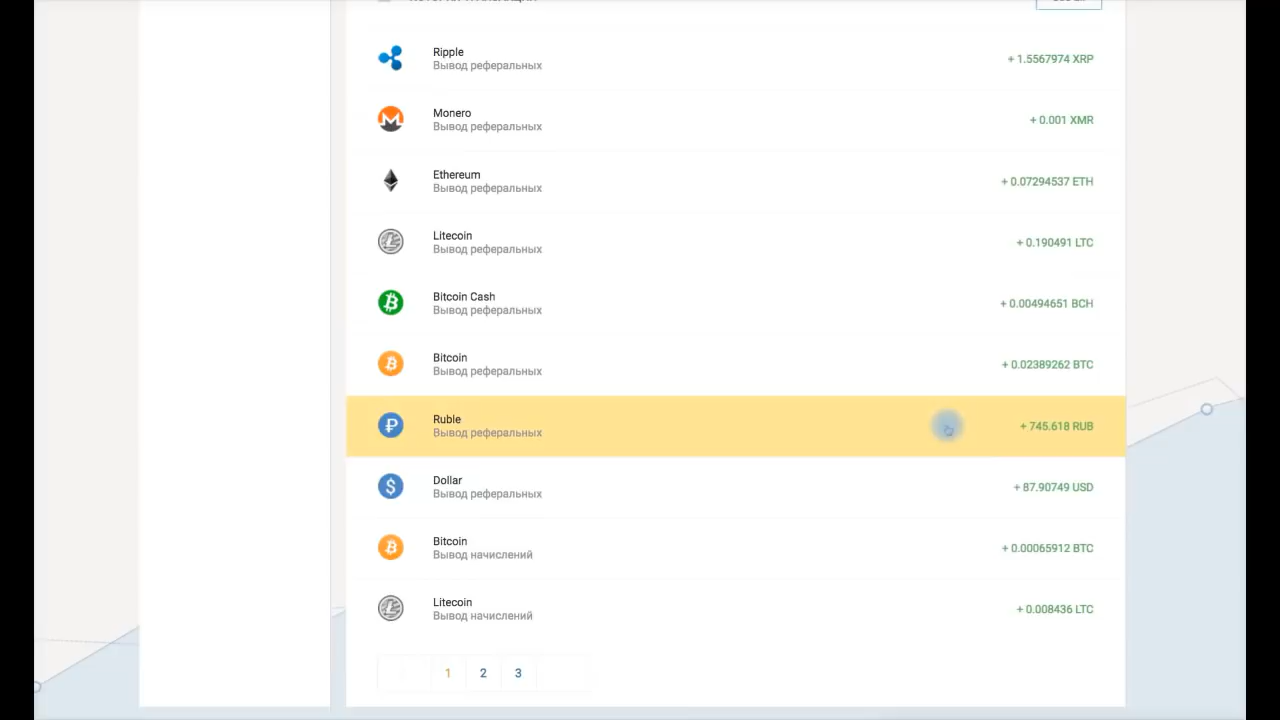 Ripple
Вывод реферальных
+ 1.5567974 XRP
Monero
Вывод реферальных
+ 0.001 XMR
Ethereum
Вывод реферальных
+ 0.07294537 ETH
Litecoin
Вывод реферальных
+ 0.190491 LTC
Bitcoin Cash
Вывод реферальных
+ 0.00494651 BCH
Bitcoin
Вывод реферальных
+ 0.02389262 BTC
Ruble
Вывод реферальных
+ 745.618 RUB
Dollar
Вывод реферальных
+ 87.90749 USD
Bitcoin
Вывод начислений
+ 0.00065912 BTC
Litecoin
Вывод начислений
+ 0.008436 LTC
1 2 3